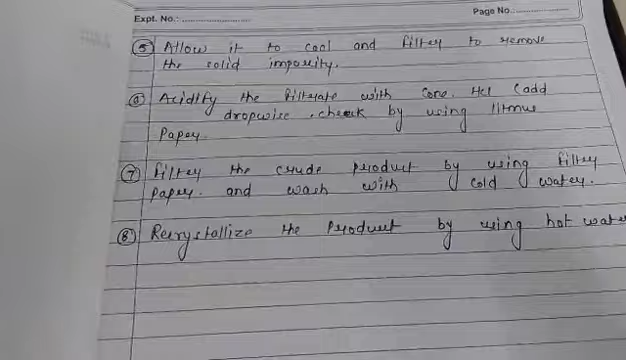 Expt. No.:
Page No.
⑤ Allow it to cool and filter to remove
the solid impurity.
⑥ Acidify the filterate with conc. Hcl (add
dropwise . check by using litmus
Paper.
⑦ filter the crude product by using filter
Paper. and wash with cold water.
⑧ Recrystallize the Product by using hot wate